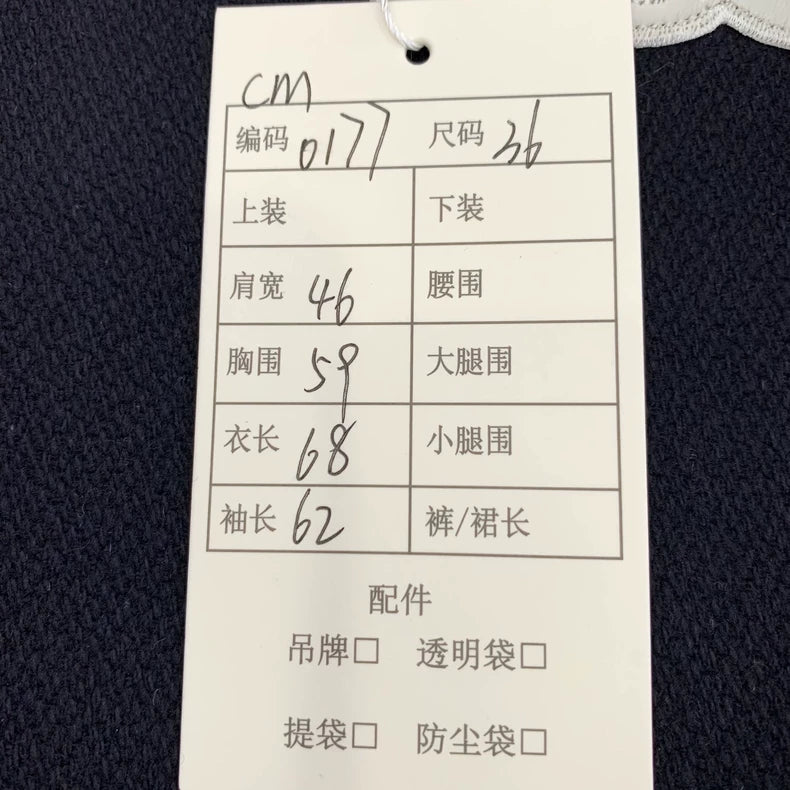 CM
编码 0177 尺码 36
上装 下装
肩宽 46 腰围
胸围 59 大腿围
衣长 68 小腿围
袖长 62 裤/裙长
配件
吊牌□ 透明袋□
提袋□ 防尘袋□